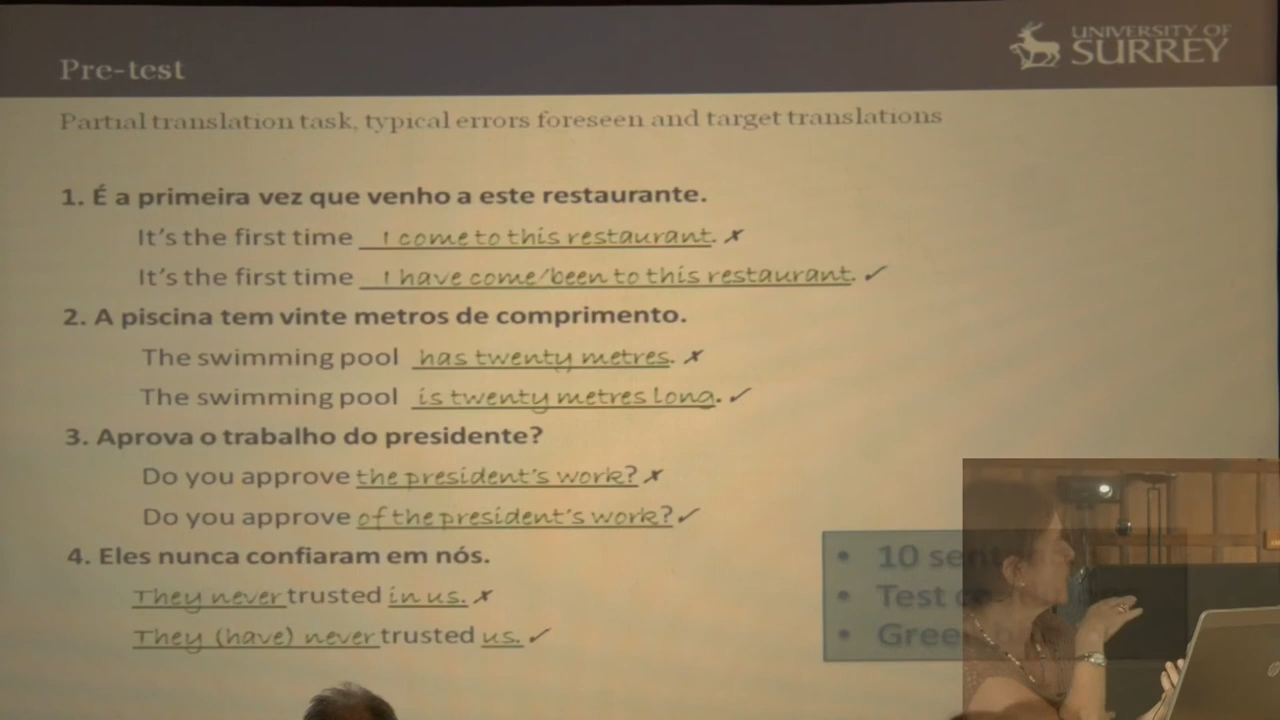 Pre-test
UNIVERSITY OF
SURREY
Partial translation task, typical errors foreseen and target translations
1. É a primeira vez que venho a este restaurante.
It's the first time I come to this restaurant. ✗
It's the first time I have come/been to this restaurant. ✓
2. A piscina tem vinte metros de comprimento.
The swimming pool has twenty metres. ✗
The swimming pool is twenty metres long. ✓
3. Aprova o trabalho do presidente?
Do you approve the president's work? ✗
Do you approve of the president's work? ✓
4. Eles nunca confiaram em nós.
They never trusted in us. ✗
They (have) never trusted us. ✓
• 10
• Test
•